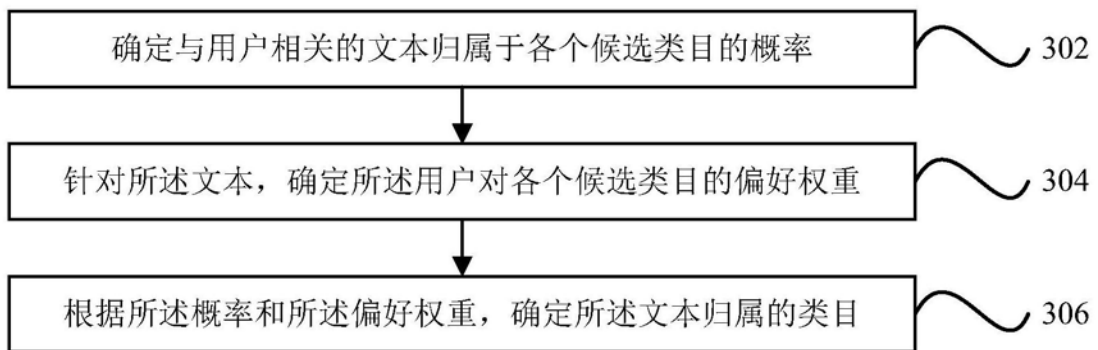 确定与用户相关的文本归属于各个候选类目的概率
302
针对所述文本，确定所述用户对各个候选类目的偏好权重
304
根据所述概率和所述偏好权重，确定所述文本归属的类目
306